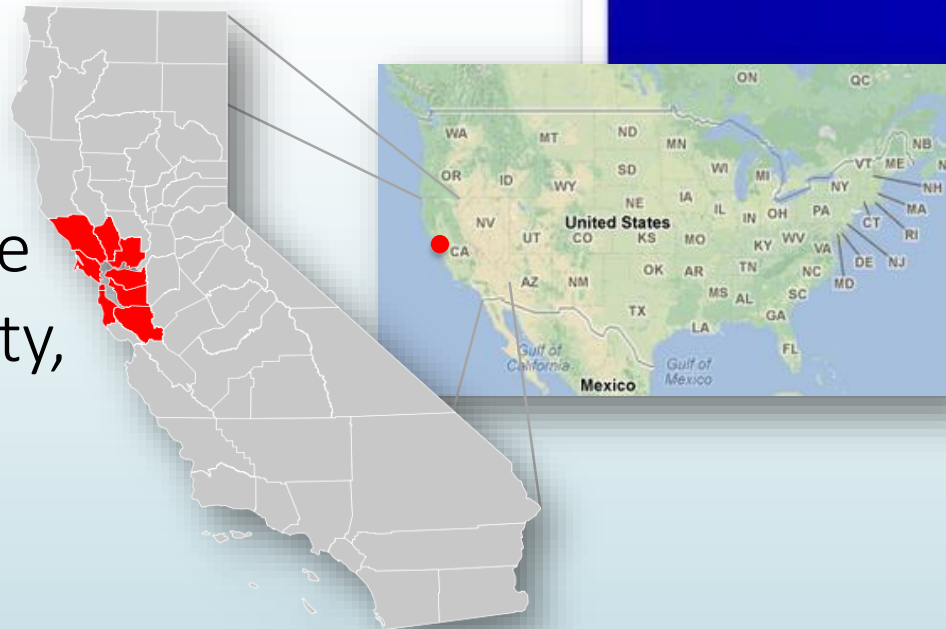 e
ty,
ON
QC
WA
MT
ND
MN
NB
OR
ID
SD
WI
MI
VT
ME
WY
NY
NH
NE
IA
IL
IN
OH
PA
MA
NV
United States
CT
RI
UT
CO
KS
MO
KY
WV
VA
DE
NJ
CA
OK
AR
TN
NC
MD
AZ
NM
MS
AL
SC
TX
GA
LA
FL
Gulf of
California
Gulf of
Mexico
Mexico